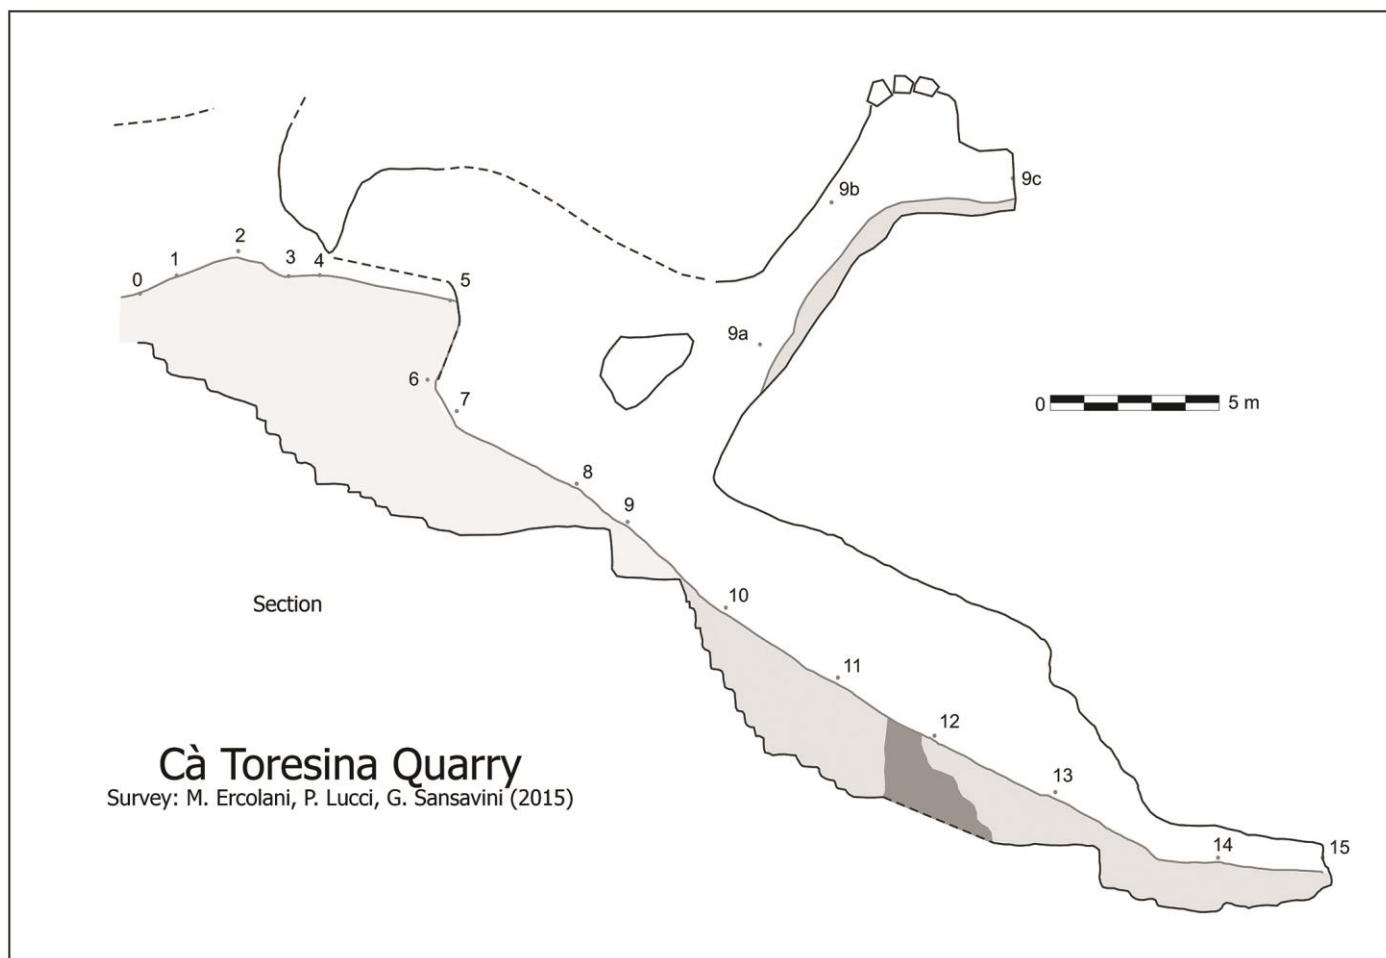 9b
9c
2
1
3
4
0
5
9a
6
7
0
5 m
8
9
Section
10
11
12
Cà Toresina Quarry
Survey: M. Ercolani, P. Lucci, G. Sansavini (2015)
13
14
15